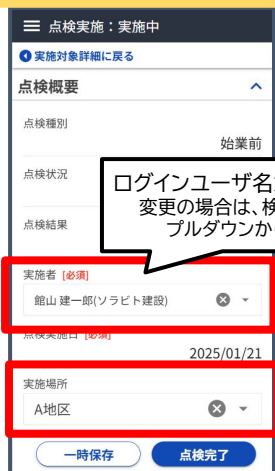 点検実施：実施中
実施対象詳細に戻る
点検概要
点検種別
始業前
点検状況
ログインユーザ名
変更の場合は、検
プルダウンか
点検結果
実施者 [必須]
館山 建一郎(ソラビト建設)
点検実施日 [必須]
2025/01/21
実施場所
A地区
一時保存
点検完了